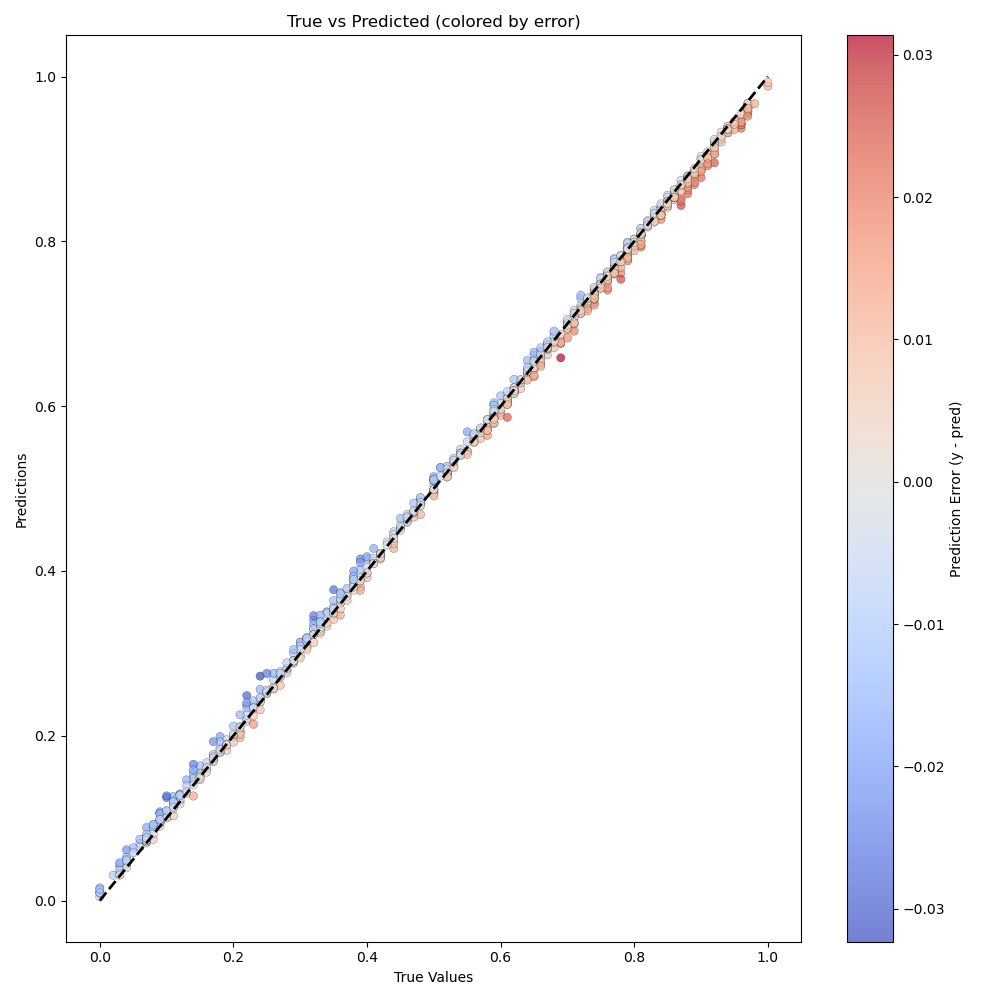 True vs Predicted (colored by error)
Predictions
1.0
0.8
0.6
0.4
0.2
0.0
0.0 0.2 0.4 0.6 0.8 1.0
True Values
0.03
0.02
0.01
0.00
−0.01
−0.02
−0.03
Prediction Error (y - pred)